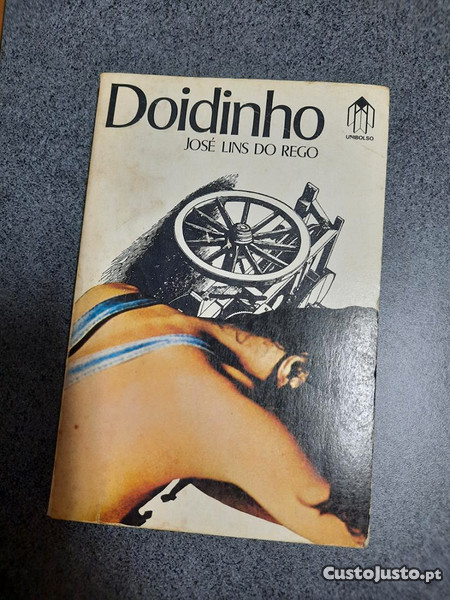 Doidinho
JOSÉ LINS DO REGO
UNIBOLSO
CustoJusto.pt